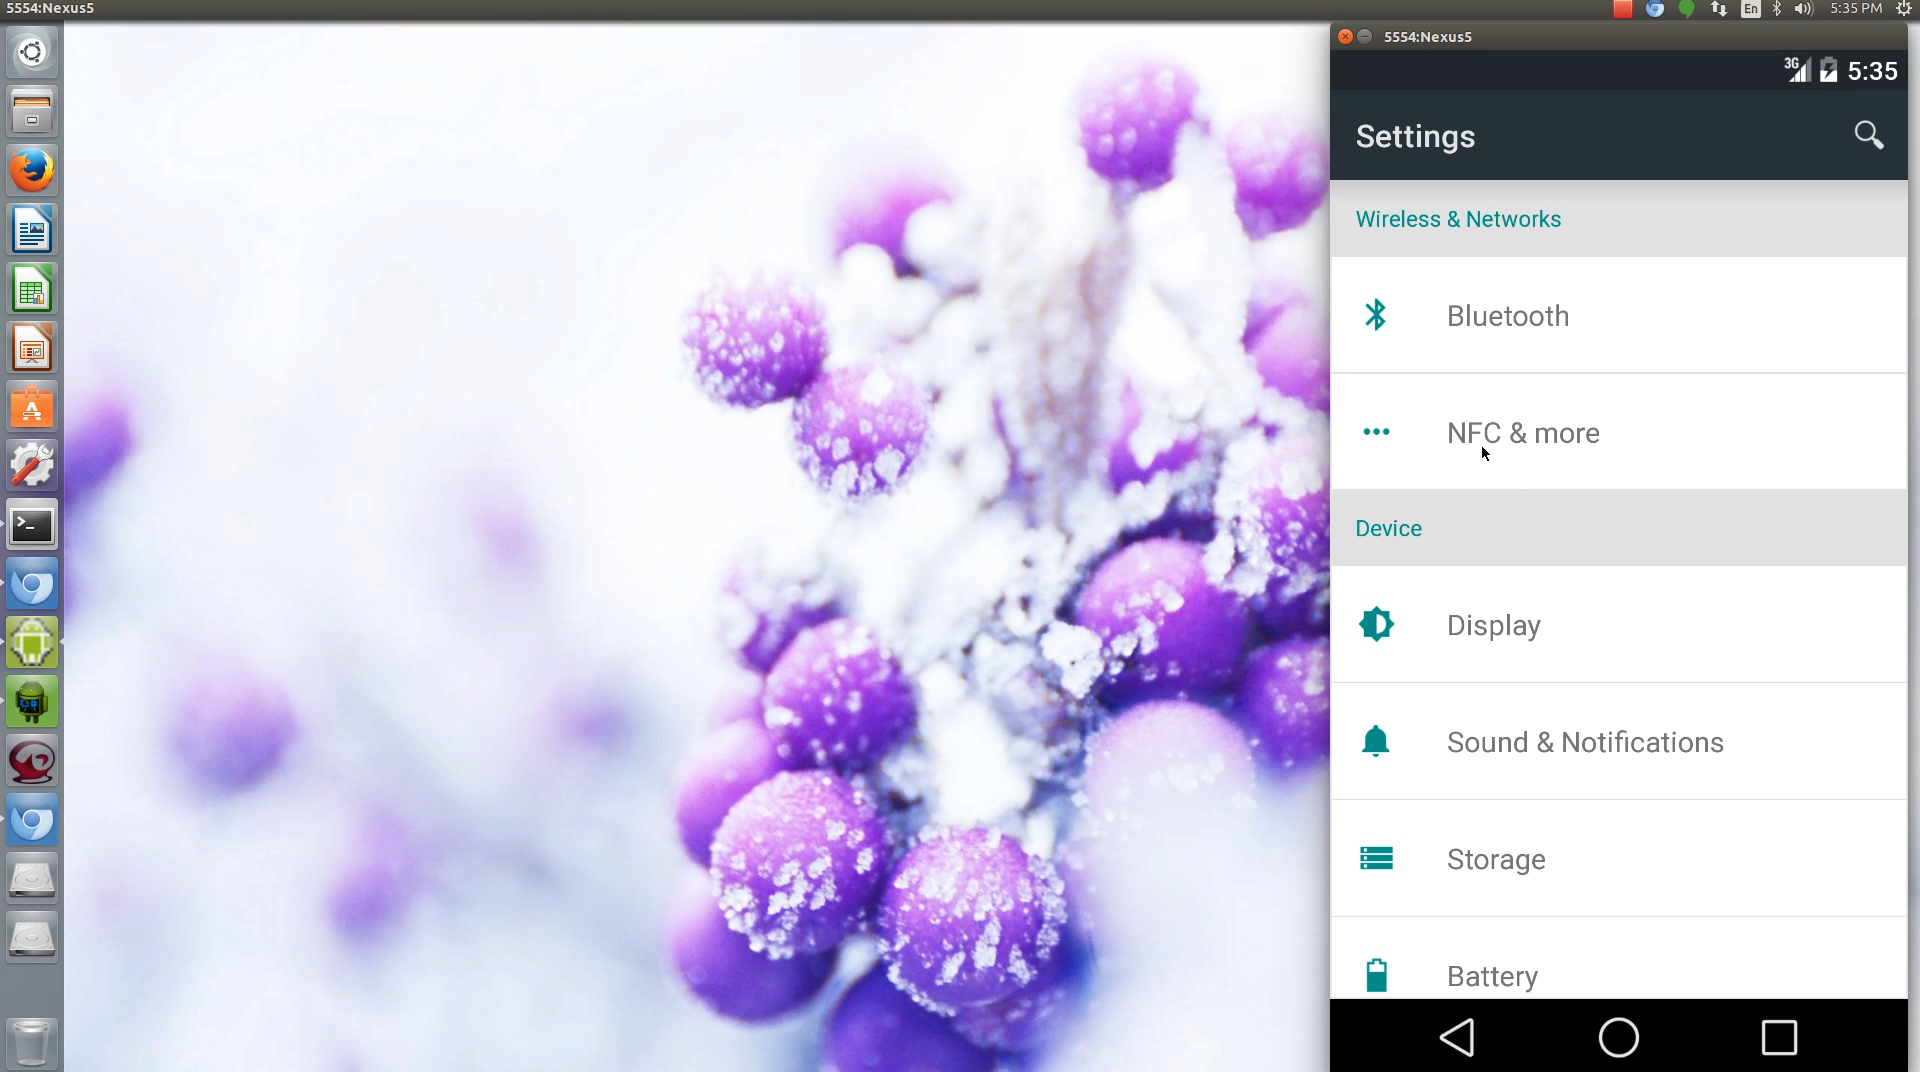 5554:Nexus5
En
5:35 PM
5554:Nexus5
3G
5:35
Settings
Wireless & Networks
Bluetooth
NFC & more
Device
Display
Sound & Notifications
Storage
Battery